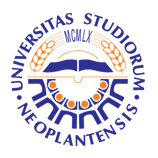 UNIVERSITAS STUDIORUM
MCMLX
NEOPLANTENSIS